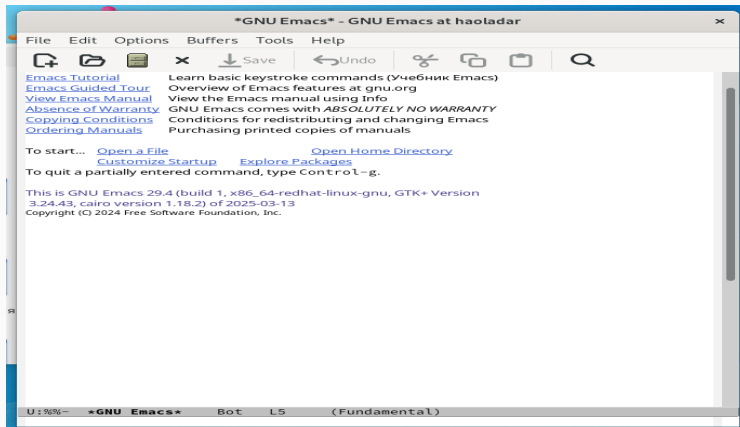 *GNU Emacs* - GNU Emacs at haoladar
File Edit Options Buffers Tools Help
Save Undo
Emacs Tutorial Learn basic keystroke commands (Учебник Emacs)
Emacs Guided Tour Overview of Emacs features at gnu.org
View Emacs Manual View the Emacs manual using Info
Absence of Warranty GNU Emacs comes with ABSOLUTELY NO WARRANTY
Copying Conditions Conditions for redistributing and changing Emacs
Ordering Manuals Purchasing printed copies of manuals
To start... Open a File Open Home Directory
Customize Startup Explore Packages
To quit a partially entered command, type Control-g.
This is GNU Emacs 29.4 (build 1, x86_64-redhat-linux-gnu, GTK+ Version
3.24.43, cairo version 1.18.2) of 2025-03-13
Copyright (C) 2024 Free Software Foundation, Inc.
я
U:%%- *GNU Emacs* Bot L5 (Fundamental)